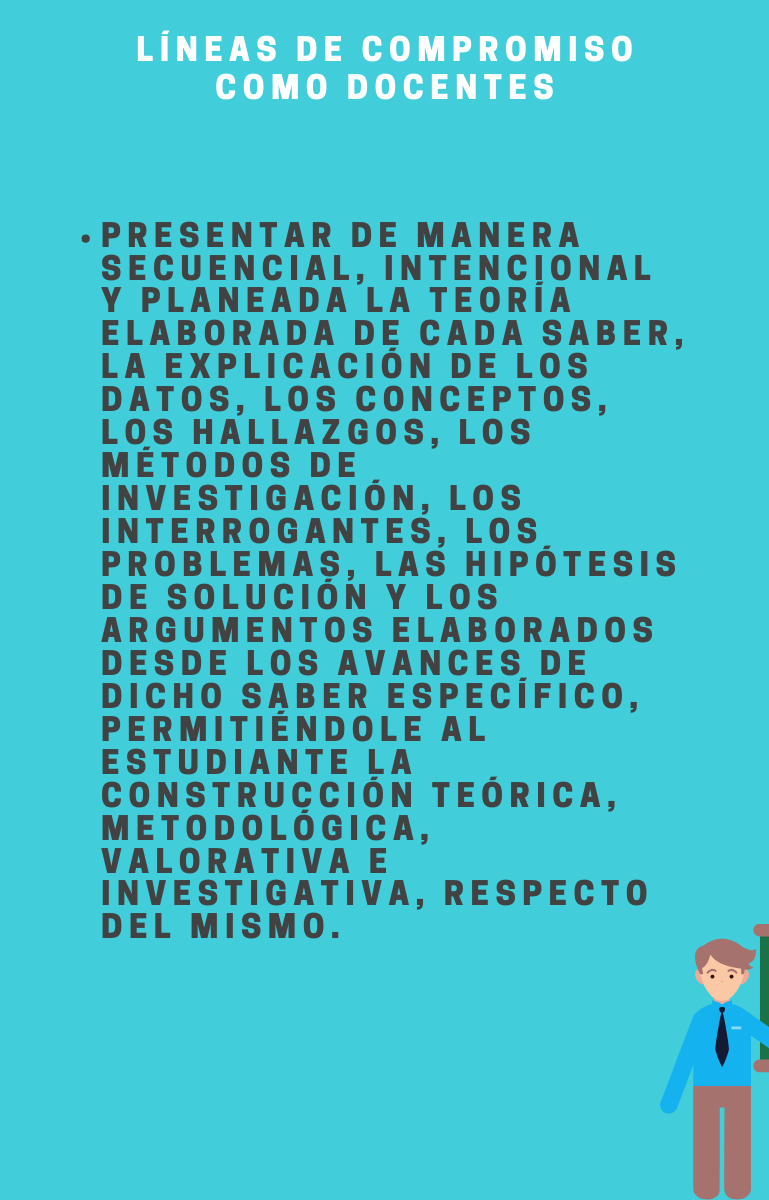 LÍNEAS DE COMPROMISO
COMO DOCENTES
• PRESENTAR DE MANERA
SECUENCIAL, INTENCIONAL
Y PLANEADA LA TEORÍA
ELABORADA DE CADA SABER,
LA EXPLICACIÓN DE LOS
DATOS, LOS CONCEPTOS,
LOS HALLAZGOS, LOS
MÉTODOS DE
INVESTIGACIÓN, LOS
INTERROGANTES, LOS
PROBLEMAS, LAS HIPÓTESIS
DE SOLUCIÓN Y LOS
ARGUMENTOS ELABORADOS
DESDE LOS AVANCES DE
DICHO SABER ESPECÍFICO,
PERMITIÉNDOLE AL
ESTUDIANTE LA
CONSTRUCCIÓN TEÓRICA,
METODOLÓGICA,
VALORATIVA E
INVESTIGATIVA, RESPECTO
DEL MISMO.